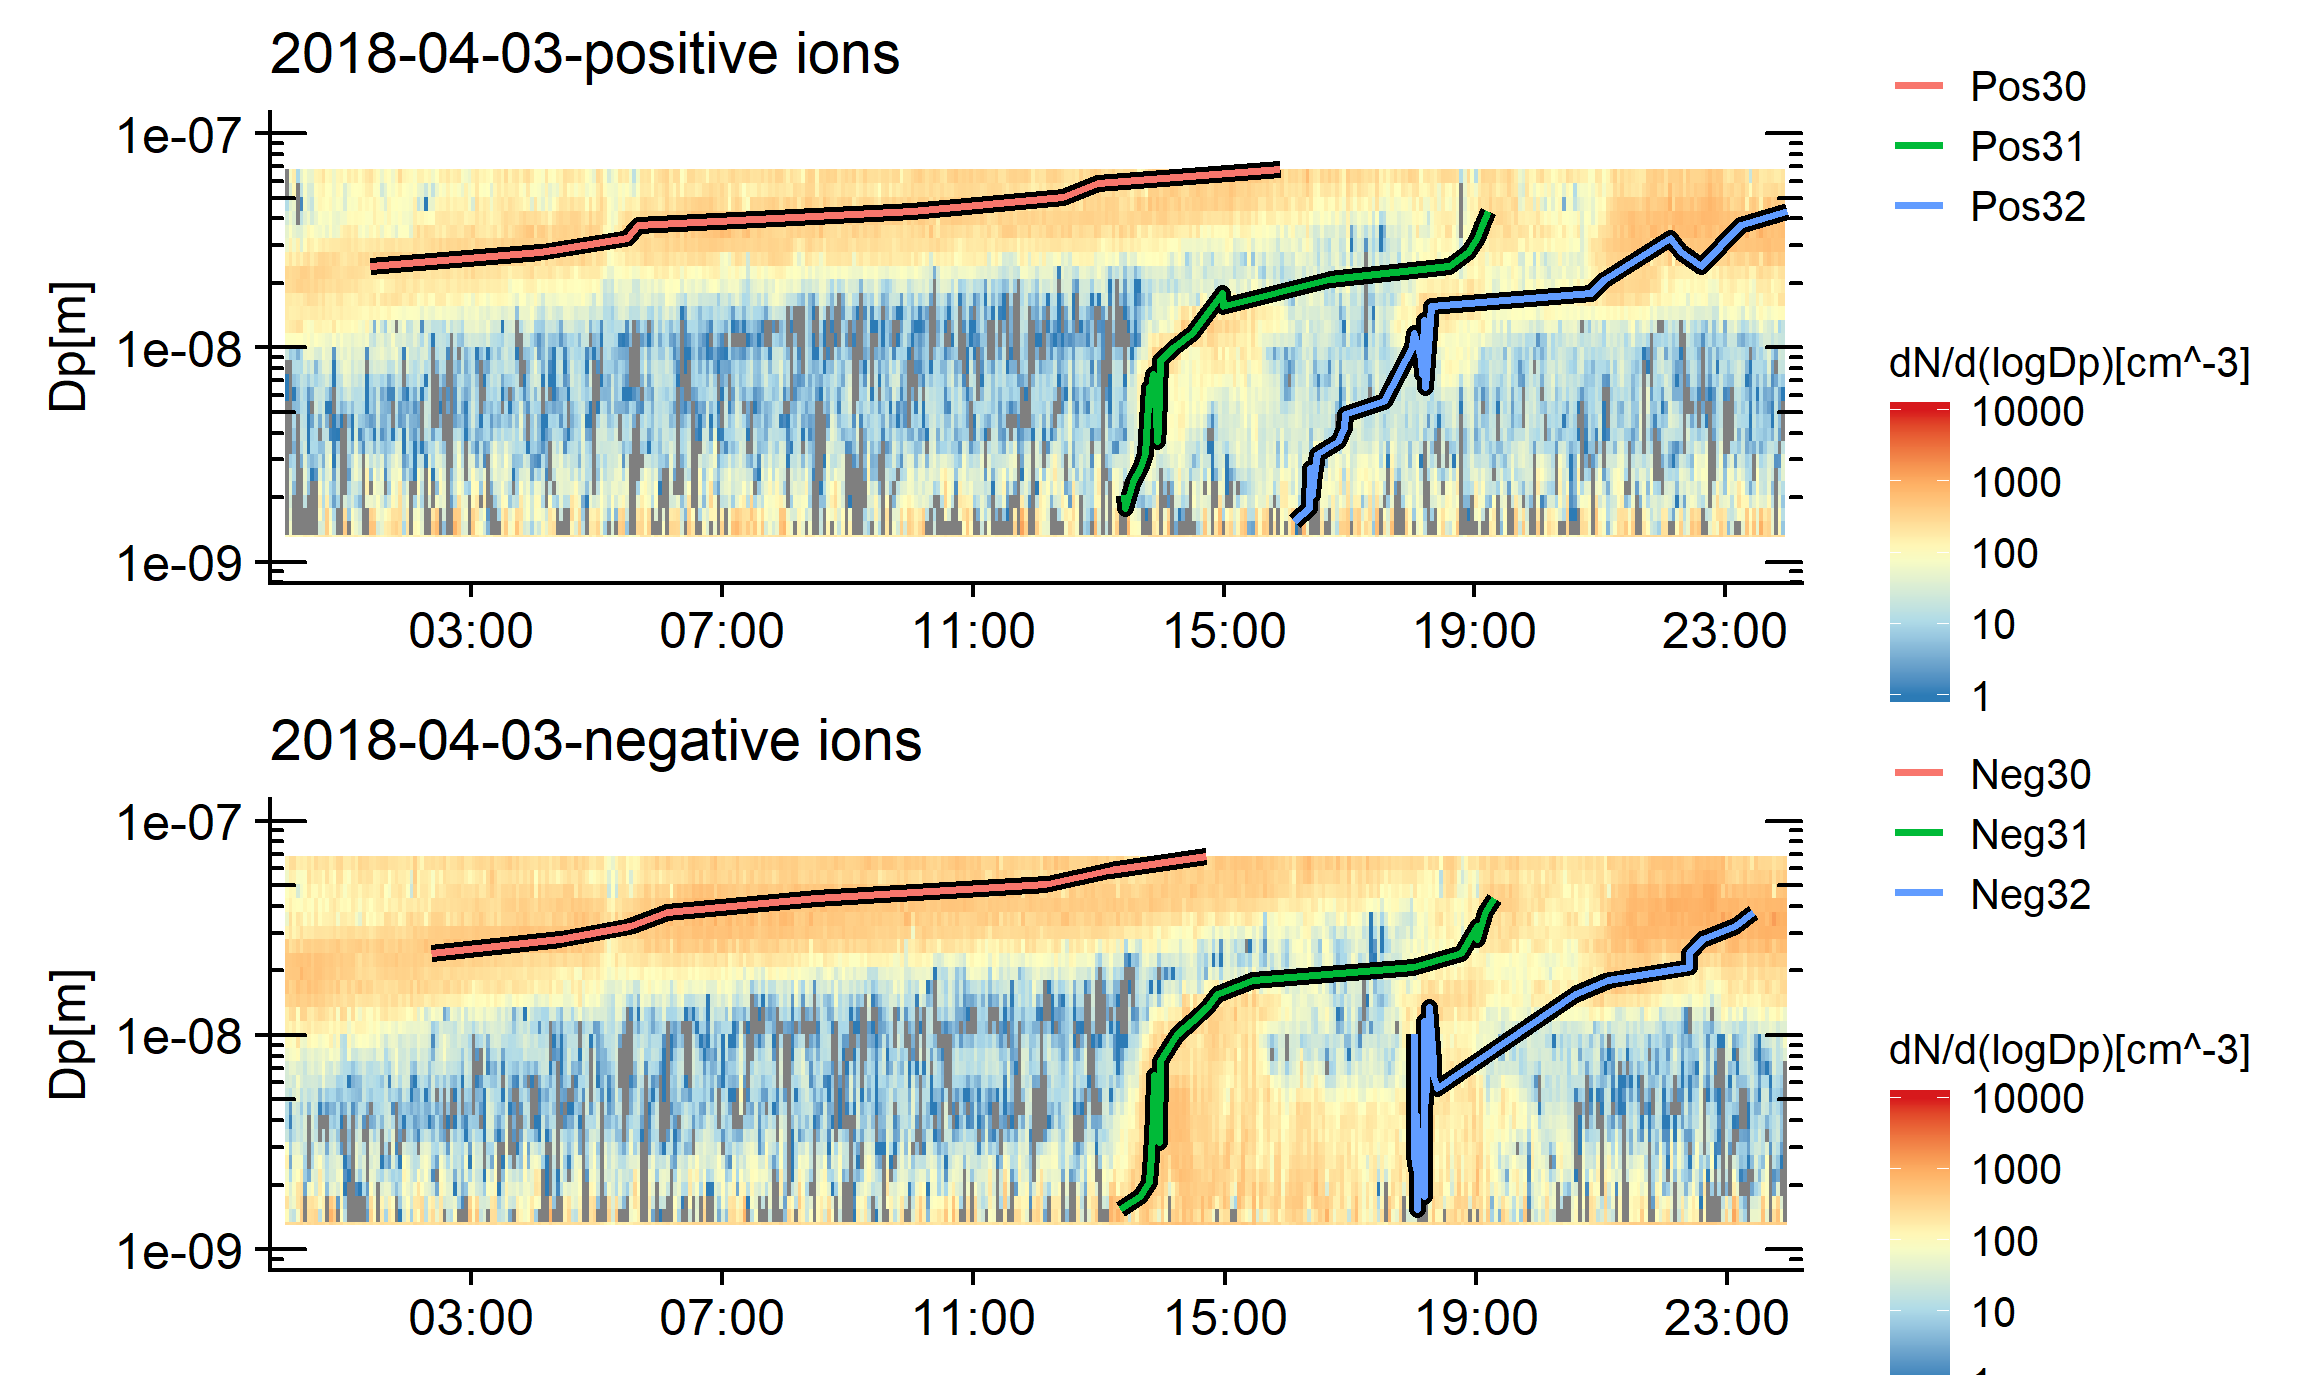 2018-04-03-positive ions
Dp[m]
1e-07
1e-08
1e-09
03:00 07:00 11:00 15:00 19:00 23:00
Pos30
Pos31
Pos32
dN/d(logDp)[cm^-3]
10000
1000
100
10
1
2018-04-03-negative ions
Dp[m]
1e-07
1e-08
1e-09
03:00 07:00 11:00 15:00 19:00 23:00
Neg30
Neg31
Neg32
dN/d(logDp)[cm^-3]
10000
1000
100
10